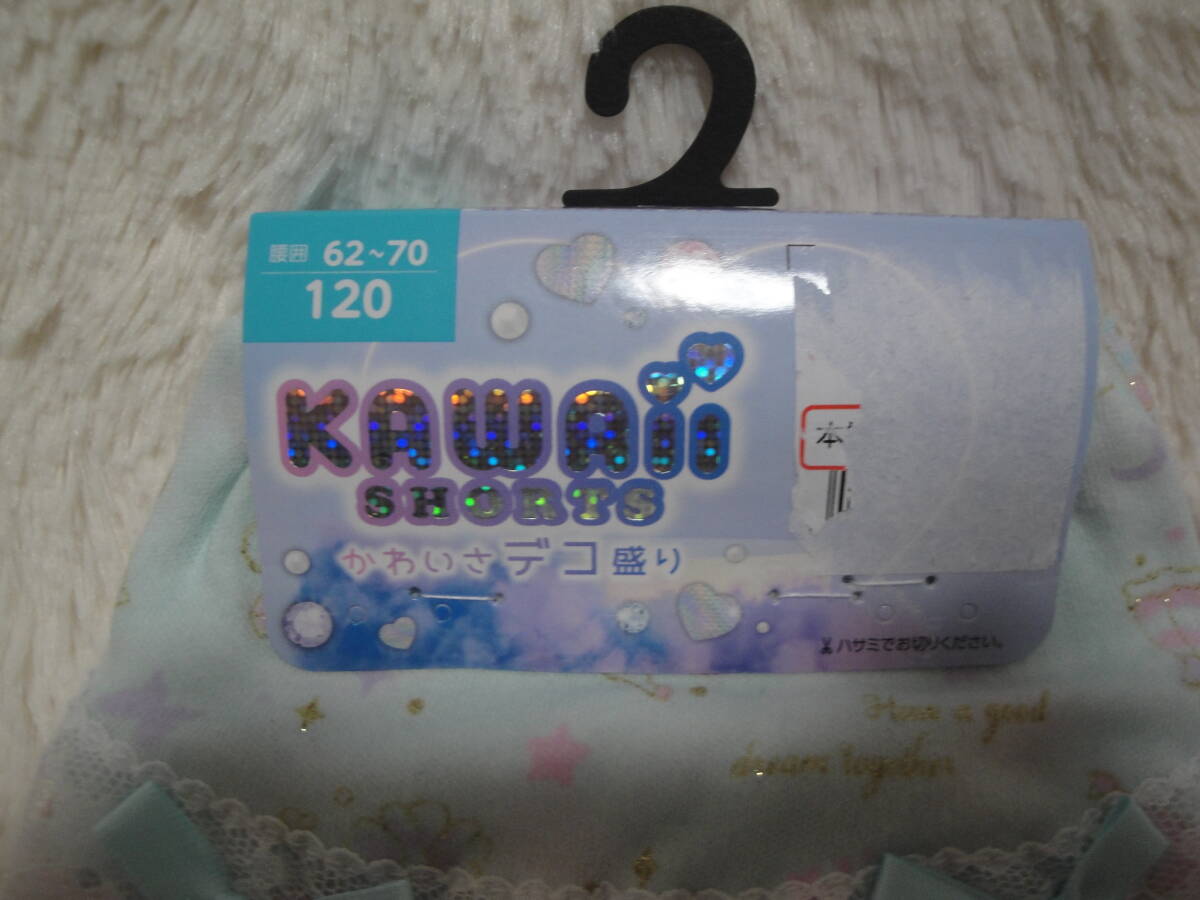 腰囲 62~70
120
KAWAii
SHORTS
かわいさデコ盛り
本
ハサミでお切りください。
Have a good
dream together